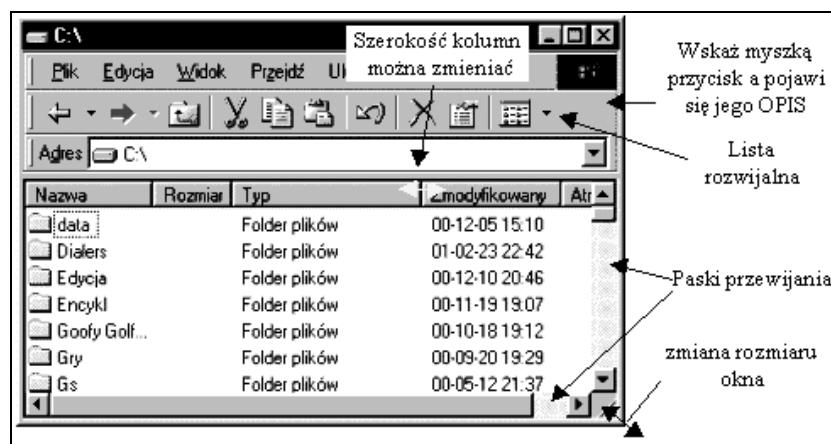 C:\
Szerokość kolumn
można zmieniać
Plik Edycja Widok Przejdź
Wskaż myszką
przycisk a pojawi
się jego OPIS
Lista
rozwijalna
Adres C:\
Nazwa Rozmiar Typ Zmodyfikowany Atr
data Folder plików 00-12-05 15:10
Dialers Folder plików 01-02-23 22:42
Edycja Folder plików 00-12-10 20:46
Encykl Folder plików 00-11-19 19:07
Goofy Golf... Folder plików 00-10-18 19:12
Gry Folder plików 00-09-20 19:29
Gs Folder plików 00-05-12 21:37
Paski przewijania
zmiana rozmiaru
okna